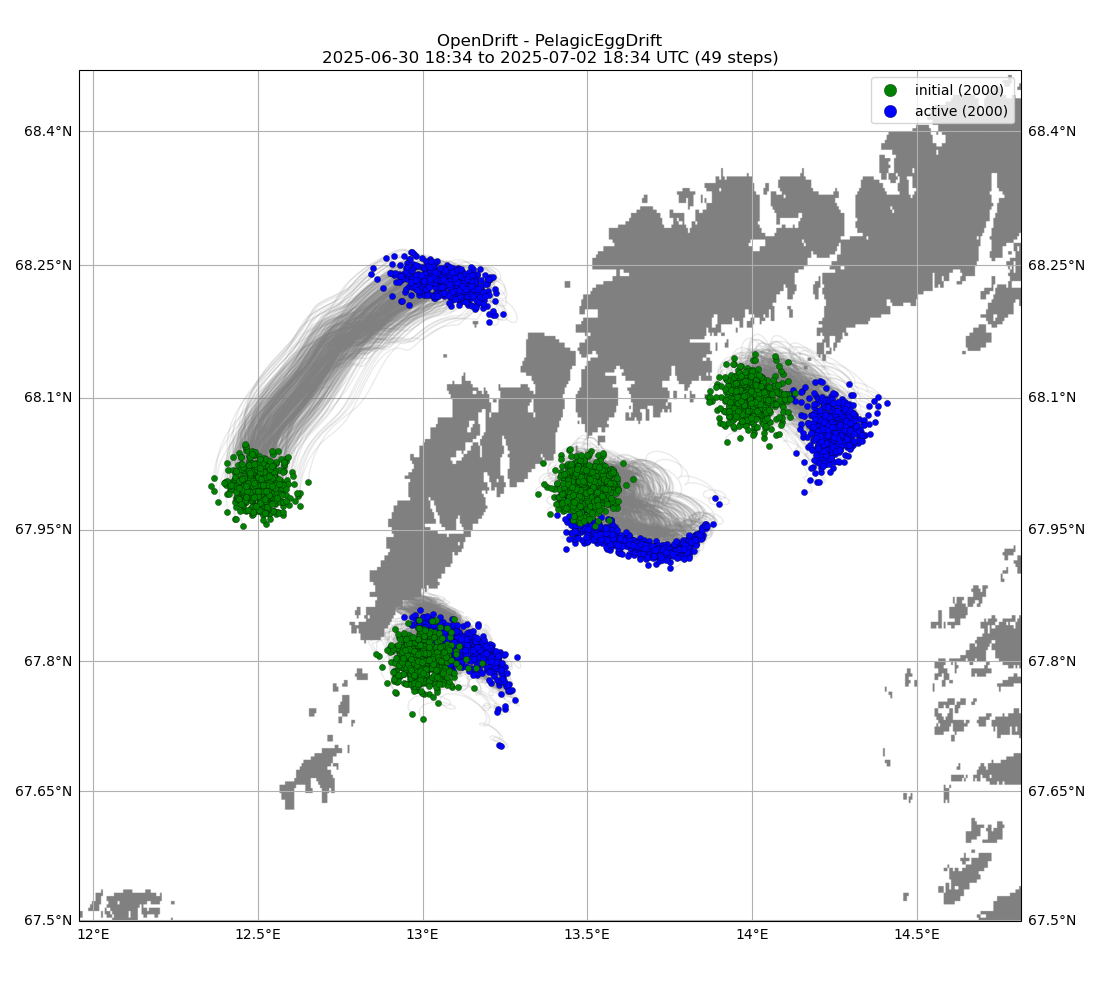 OpenDrift - PelagicEggDrift
2025-06-30 18:34 to 2025-07-02 18:34 UTC (49 steps)
initial (2000)
active (2000)
68.4°N
68.4°N
68.25°N
68.25°N
68.1°N
68.1°N
67.95°N
67.95°N
67.8°N
67.8°N
67.65°N
67.65°N
67.5°N
67.5°N
12°E
12.5°E
13°E
13.5°E
14°E
14.5°E